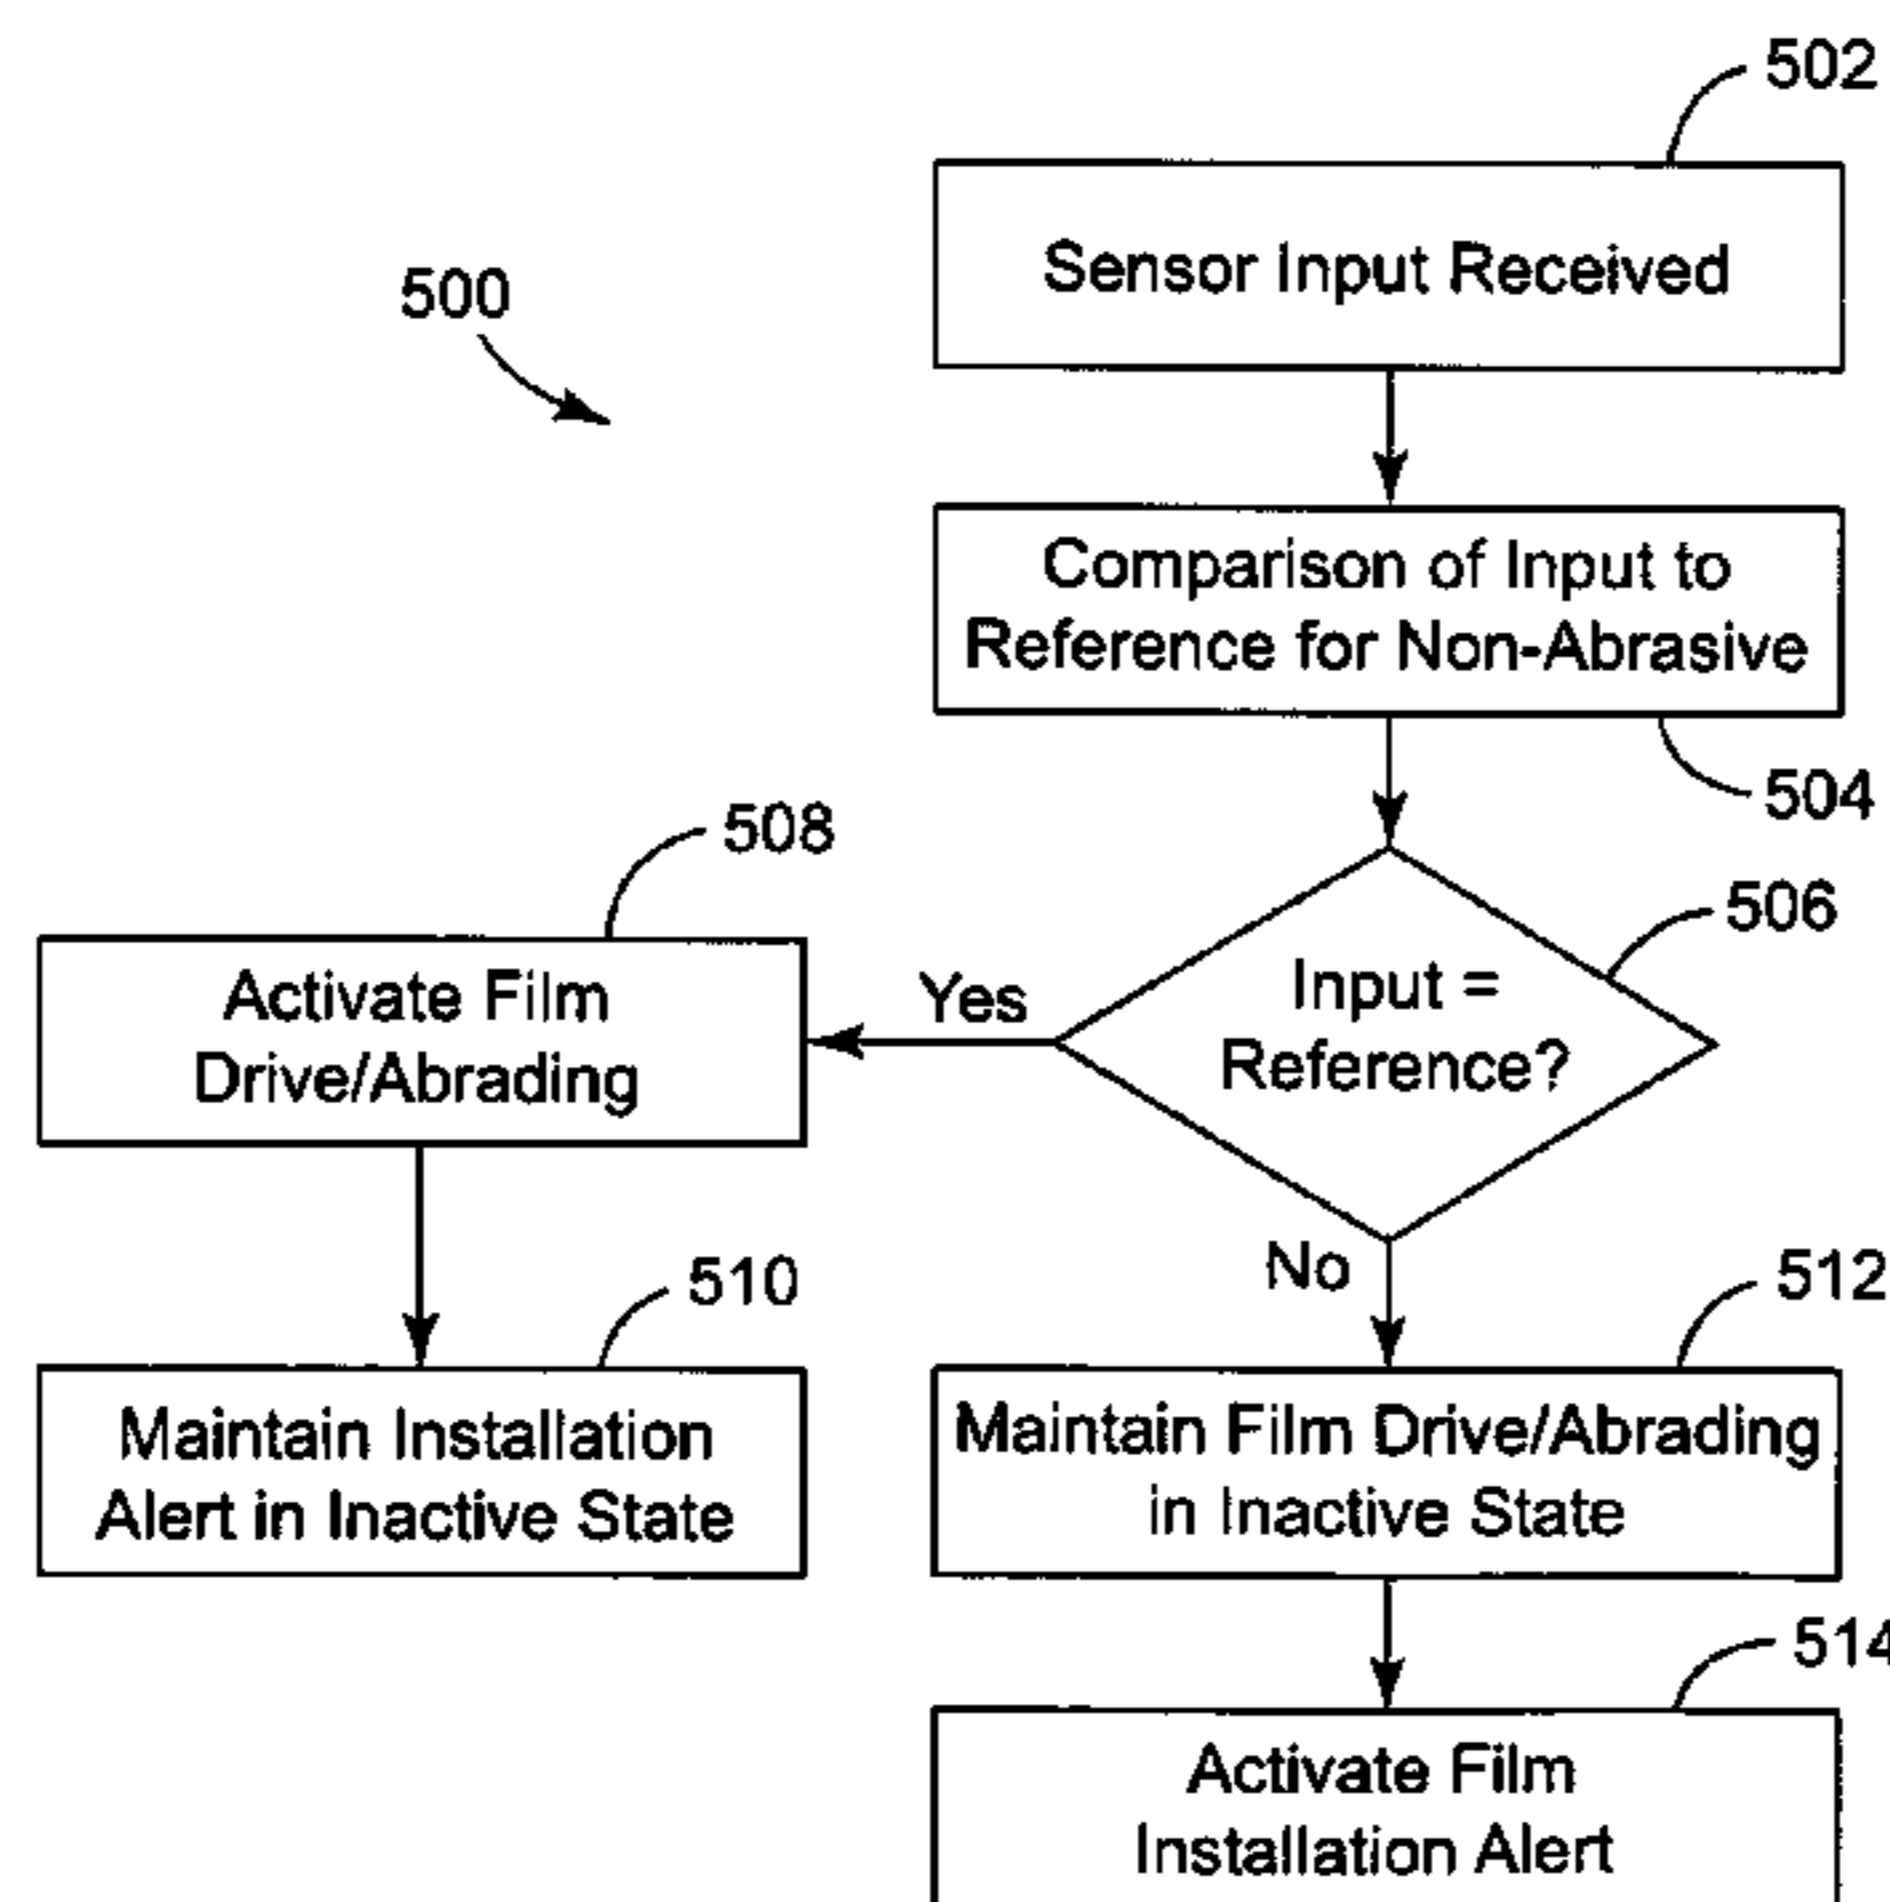 502
Sensor Input Received
500
Comparison of Input to
Reference for Non-Abrasive
504
508
506
Activate Film
Drive/Abrading
Yes
Input =
Reference?
No
510
512
Maintain Installation
Alert in Inactive State
Maintain Film Drive/Abrading
in Inactive State
514
Activate Film
Installation Alert